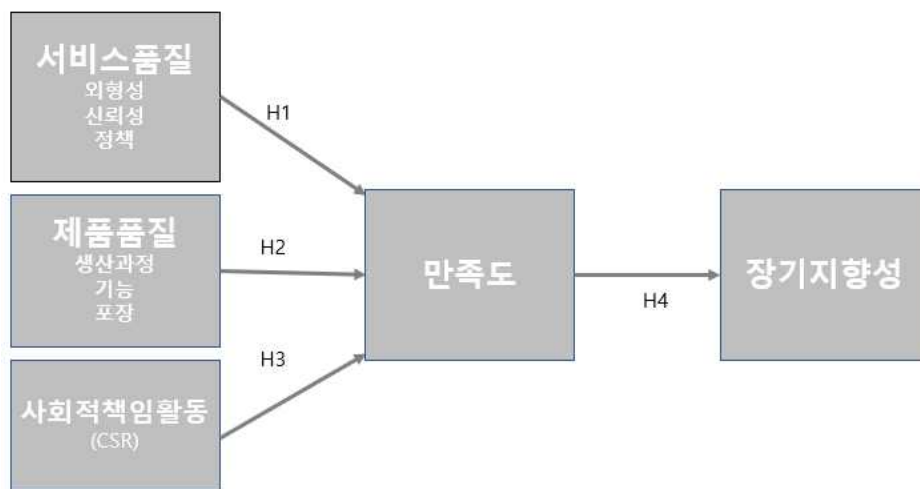 서비스품질
외형성
신뢰성
정책
H1
제품품질
생산과정
기능
포장
H2
사회적책임활동
(CSR)
H3
만족도
H4
장기지향성